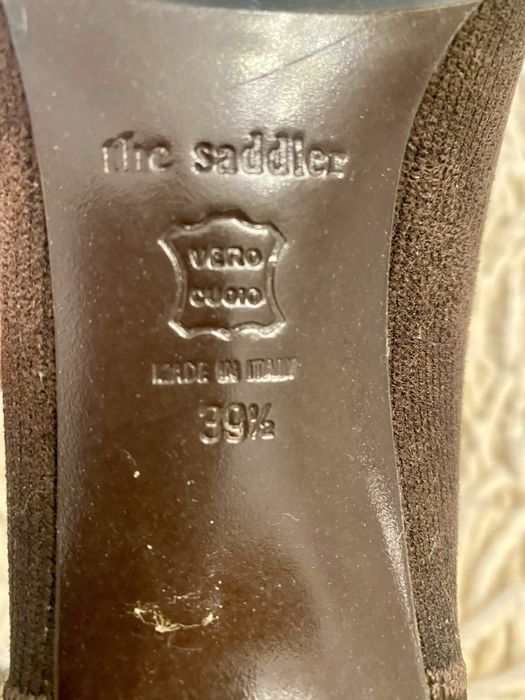 the saddler
VERO
CUOIO
MADE IN ITALY
39½